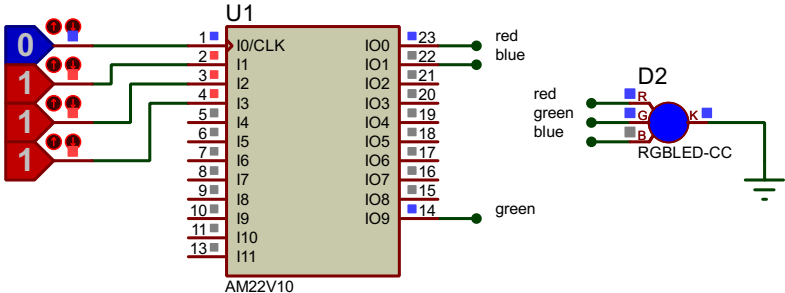 U1
0
1
1
1
1 I0/CLK
2 I1
3 I2
4 I3
5 I4
6 I5
7 I6
8 I7
9 I8
10 I9
11 I10
13 I11
IO0 23 red
IO1 22 blue
IO2 21
IO3 20
IO4 19
IO5 18
IO6 17
IO7 16
IO8 15
IO9 14 green
AM22V10
D2
red R
green G K
blue B
RGBLED-CC